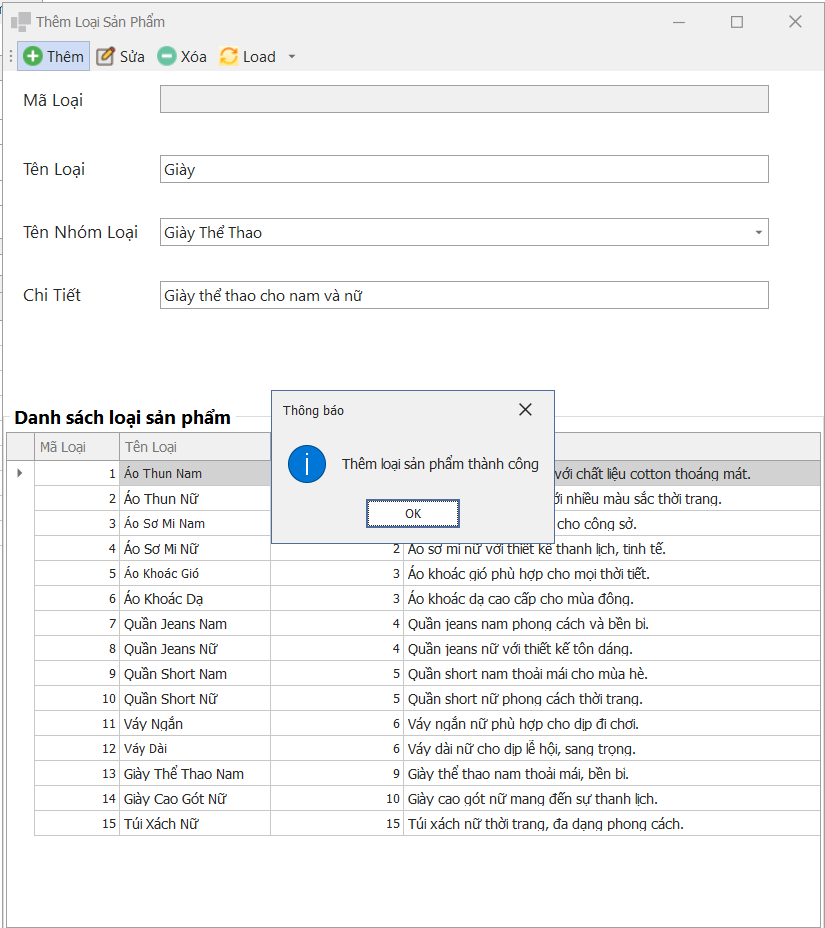 Thêm Loại Sản Phẩm
Thêm Sửa Xóa Load
Mã Loại
Tên Loại Giày
Tên Nhóm Loại Giày Thể Thao
Chi Tiết Giày thể thao cho nam và nữ
Danh sách loại sản phẩm
Thông báo
Thêm loại sản phẩm thành công
OK
Mã Loại Tên Loại
1 Áo Thun Nam với chất liệu cotton thoáng mát.
2 Áo Thun Nữ nhiều màu sắc thời trang.
3 Áo Sơ Mi Nam cho công sở.
4 Áo Sơ Mi Nữ 2 Áo sơ mi nữ với thiết kế thanh lịch, tinh tế.
5 Áo Khoác Gió 3 Áo khoác gió phù hợp cho mọi thời tiết.
6 Áo Khoác Dạ 3 Áo khoác dạ cao cấp cho mùa đông.
7 Quần Jeans Nam 4 Quần jeans nam phong cách và bền bỉ.
8 Quần Jeans Nữ 4 Quần jeans nữ với thiết kế tôn dáng.
9 Quần Short Nam 5 Quần short nam thoải mái cho mùa hè.
10 Quần Short Nữ 5 Quần short nữ phong cách thời trang.
11 Váy Ngắn 6 Váy ngắn nữ phù hợp cho dịp đi chơi.
12 Váy Dài 6 Váy dài nữ cho dịp lễ hội, sang trọng.
13 Giày Thể Thao Nam 9 Giày thể thao nam thoải mái, bền bỉ.
14 Giày Cao Gót Nữ 10 Giày cao gót nữ mang đến sự thanh lịch.
15 Túi Xách Nữ 15 Túi xách nữ thời trang, đa dạng phong cách.